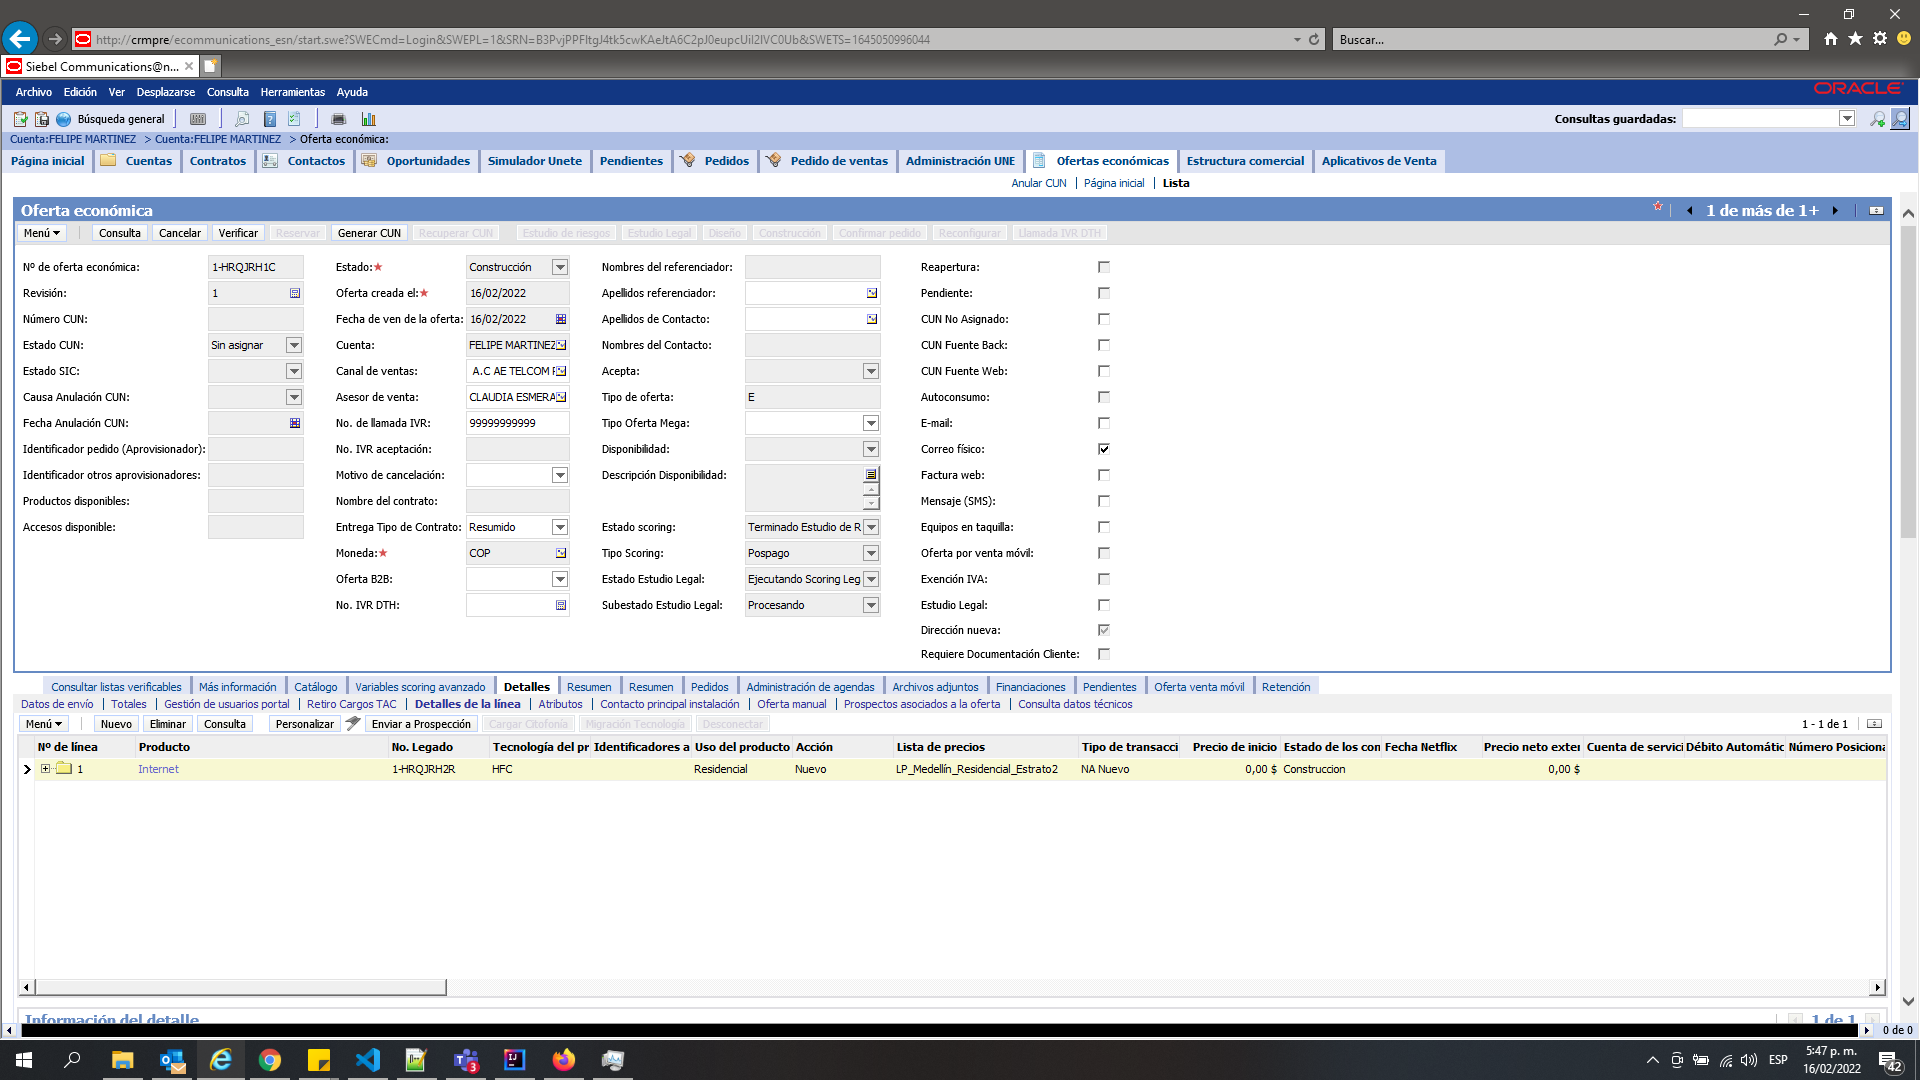 http://crmpre/ecommunications_esn/start.swe?SWECmd=Login&SWEPL=1&SRN=B3PvjPPFItgJ4tk5cwKAeJtA6C2pJ0eupcUil2IVC0Ub&SWETS=1645050996044
Buscar...
Siebel Communications@n...
Archivo Edición Ver Desplazarse Consulta Herramientas Ayuda
ORACLE
Búsqueda general
Consultas guardadas:
Cuenta:FELIPE MARTINEZ > Cuenta:FELIPE MARTINEZ > Oferta económica:
Página inicial Cuentas Contratos Contactos Oportunidades Simulador Unete Pendientes Pedidos Pedido de ventas Administración UNE Ofertas económicas Estructura comercial Aplicativos de Venta
Anular CUN | Página inicial | Lista
Oferta económica
1 de más de 1+
Menú Consulta Cancelar Verificar Reservar Generar CUN Recuperar CUN Estudio de riesgos Estudio Legal Diseño Construcción Confirmar pedido Reconfigurar Llamada IVR DTH
Nº de oferta económica: 1-HRQJRH1C Estado:★ Construcción Nombres del referenciador: Reapertura:
Revisión: 1 Oferta creada el:★ 16/02/2022 Apellidos referenciador: Pendiente:
Número CUN: Fecha de ven de la oferta: 16/02/2022 Apellidos de Contacto: CUN No Asignado:
Estado CUN: Sin asignar Cuenta: FELIPE MARTINEZ Nombres del Contacto: CUN Fuente Back:
Estado SIC: Canal de ventas: A.C AE TELCOM Acepta: CUN Fuente Web:
Causa Anulación CUN: Asesor de venta: CLAUDIA ESMERA Tipo de oferta: E Autoconsumo:
Fecha Anulación CUN: No. de llamada IVR: 99999999999 Tipo Oferta Mega: E-mail:
Identificador pedido (Aprovisionador): No. IVR aceptación: Disponibilidad: Correo físico:
Identificador otros aprovisionadores: Motivo de cancelación: Descripción Disponibilidad: Factura web:
Productos disponibles: Nombre del contrato: Mensaje (SMS):
Accesos disponible: Entrega Tipo de Contrato: Resumido Estado scoring: Terminado Estudio de R Equipos en taquilla:
Moneda:★ COP Tipo Scoring: Pospago Oferta por venta móvil:
Oferta B2B: Estado Estudio Legal: Ejecutando Scoring Leg Exención IVA:
No. IVR DTH: Subestado Estudio Legal: Procesando Estudio Legal:
Dirección nueva:
Requiere Documentación Cliente:
Consultar listas verificables Más información Catálogo Variables scoring avanzado Detalles Resumen Resumen Pedidos Administración de agendas Archivos adjuntos Financiaciones Pendientes Oferta venta móvil Retención
Datos de envío | Totales | Gestión de usuarios portal | Retiro Cargos TAC | Detalles de la línea | Atributos | Contacto principal instalación | Oferta manual | Prospectos asociados a la oferta | Consulta datos técnicos
Menú Nuevo Eliminar Consulta Personalizar Enviar a Prospección Cargar Citofonía Migración Tecnología Desconectar 1 - 1 de 1
Nº de línea Producto No. Legado Tecnología del pr Identificadores a Uso del producto Acción Lista de precios Tipo de transacci Precio de inicio Estado de los con Fecha Netflix Precio neto exter Cuenta de servici Débito Automátic Número Posiciona
1 Internet 1-HRQJRH2R HFC Residencial Nuevo LP_Medellín_Residencial_Estrato2 NA Nuevo 0,00 $ Construccion 0,00 $
Información del detalle 1 de 1
0 de 0
ESP
5:47 p. m.
16/02/2022
3
42